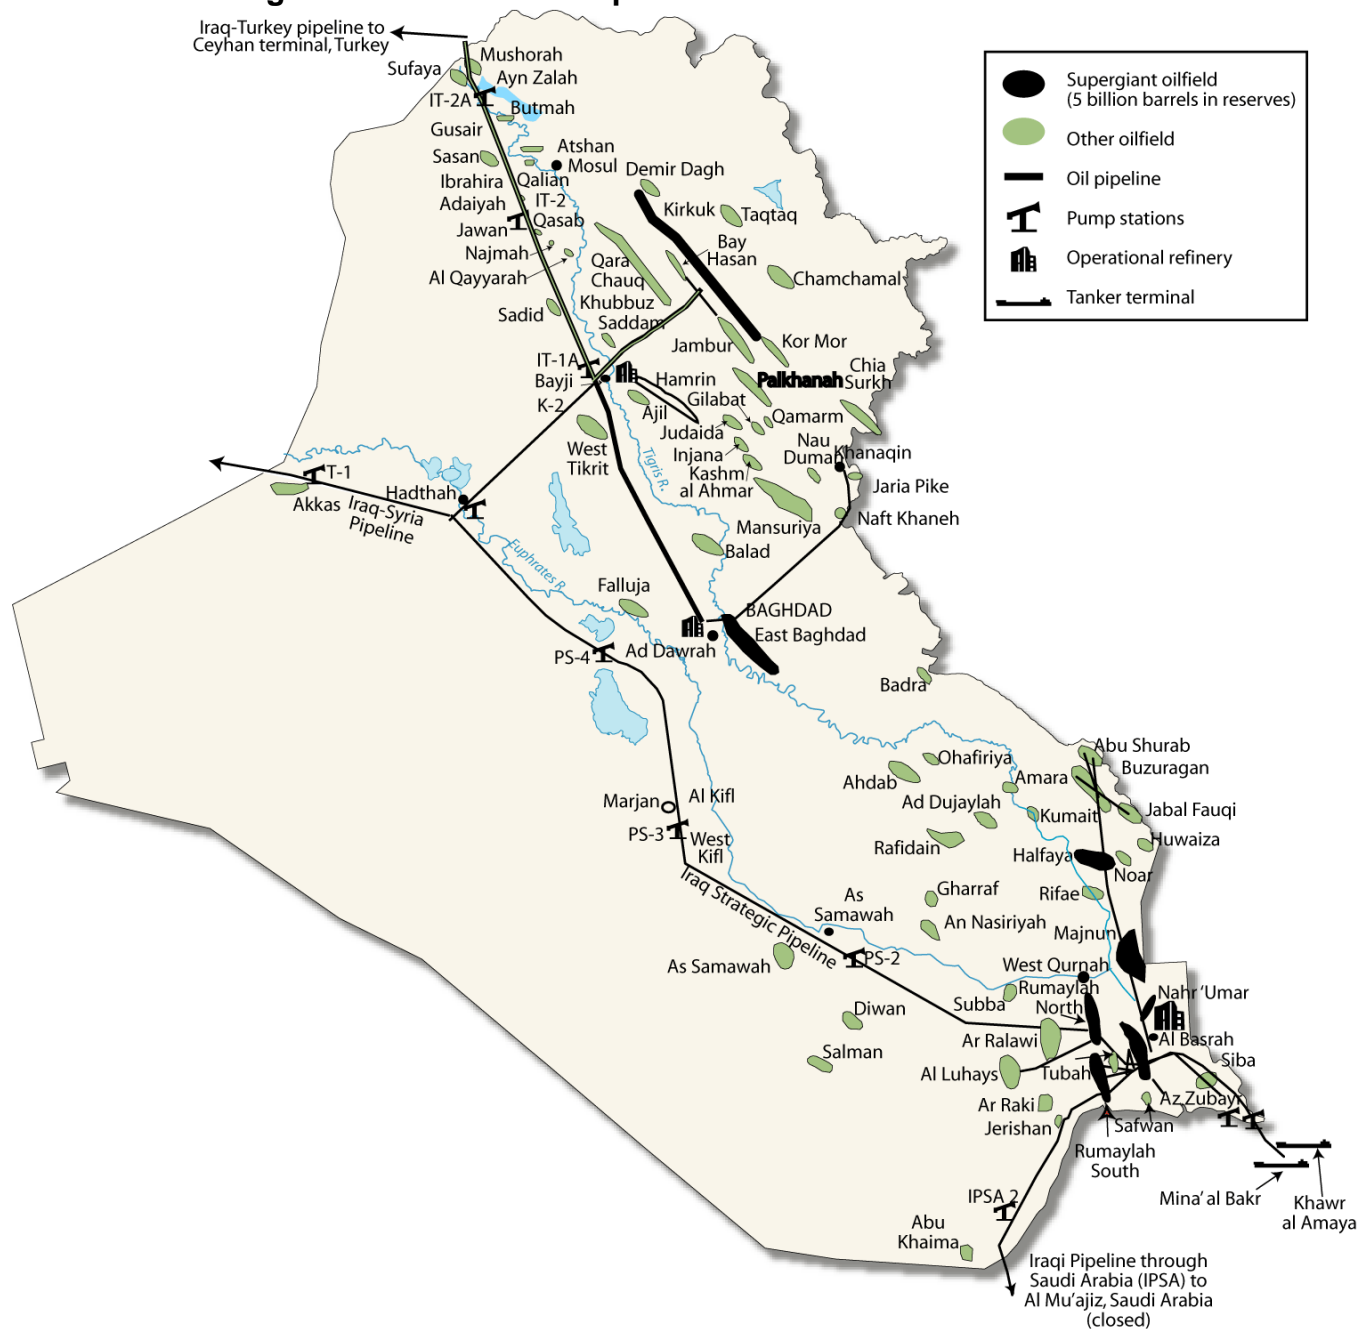 Iraq-Turkey pipeline to
Ceyhan terminal, Turkey
Mushorah
Sufaya
Ayn Zalah
IT-2A
Butmah
Gusair
Atshan
Sasan
Mosul
Demir Dagh
Ibrahira
Qalian
Adaiyah
IT-2
Kirkuk
Taqtaq
Jawan
Qasab
Najmah
Bay
Hasan
Al Qayyarah
Qara
Chauq
Chamchamal
Khubbuz
Sadid
Saddam
Jambur
Kor Mor
IT-1A
Chia
Surkh
Bayji
Hamrin
Palkhanah
K-2
Gilabat
Ajil
Qamarm
Judaida
West
Tikrit
Tigris R.
Injana
Nau
Dumah
Khanaqin
Kashm
al Ahmar
T-1
Hadthah
Jaria Pike
Akkas
Iraq-Syria
Pipeline
Mansuriya
Naft Khaneh
Balad
Euphrates R.
Falluja
BAGHDAD
East Baghdad
PS-4
Ad Dawrah
Badra
Abu Shurab
Ohafiriya
Buzuragan
Ahdab
Amara
Marjan
Al Kifl
Ad Dujaylah
Kumait
Jabal Fauqi
PS-3
West
Kifl
Rafidain
Huwaiza
Halfaya
Noar
Iraq Strategic Pipeline
As
Samawah
Gharraf
Rifae
An Nasiriyah
Majnun
As Samawah
PS-2
West Qurnah
Subba
Rumaylah
North
Nahr 'Umar
Diwan
Ar Ralawi
Al Basrah
Salman
Siba
Al Luhays
Tubah
Ar Raki
Az Zubayr
Jerishan
Safwan
Rumaylah
South
IPSA 2
Mina' al Bakr
Khawr
al Amaya
Abu
Khaima
Iraqi Pipeline through
Saudi Arabia (IPSA) to
Al Mu'ajiz, Saudi Arabia
(closed)
Supergiant oilfield
(5 billion barrels in reserves)
Other oilfield
Oil pipeline
Pump stations
Operational refinery
Tanker terminal